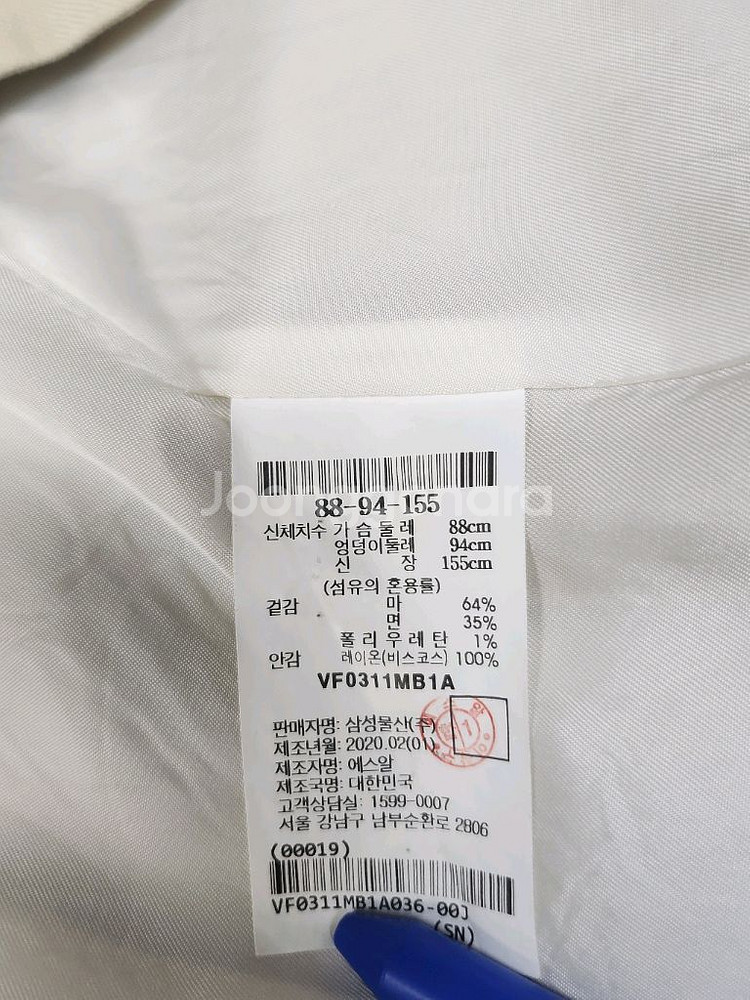 88-94-155
신체치수 가슴둘레 88cm
엉덩이둘레 94cm
신 장 155cm
(섬유의 혼용률)
겉감 마 64%
면 35%
폴리우레탄 1%
안감 레이온(비스코스) 100%
VF0311MB1A
판매자명: 삼성물산(주)
제조년월: 2020.02(01)
제조자명: 에스알
제조국명: 대한민국
고객상담실: 1599-0007
서울 강남구 남부순환로 2806
(00019)
VF0311MB1A036-00J
(SN)